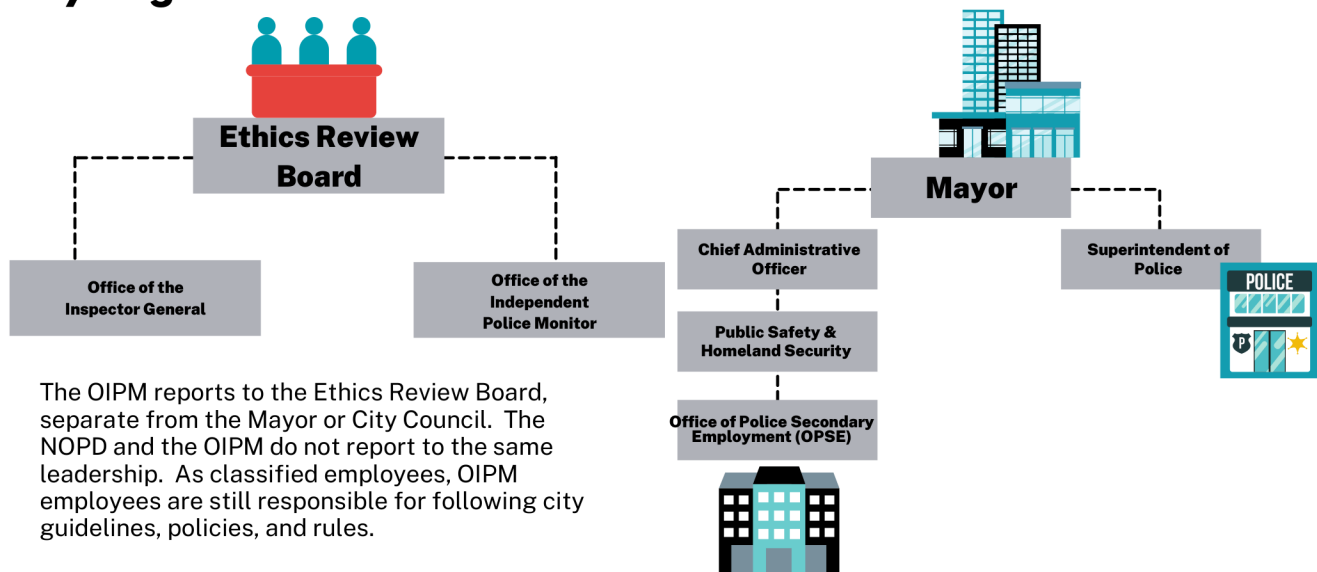 Ethics Review
Board
Office of the
Inspector General
Office of the
Independent
Police Monitor
The OIPM reports to the Ethics Review Board,
separate from the Mayor or City Council.  The
NOPD and the OIPM do not report to the same
leadership.  As classified employees, OIPM
employees are still responsible for following city
guidelines, policies, and rules.
Mayor
Chief Administrative
Officer
Public Safety &
Homeland Security
Office of Police Secondary
Employment (OPSE)
Superintendent of
Police
POLICE
P